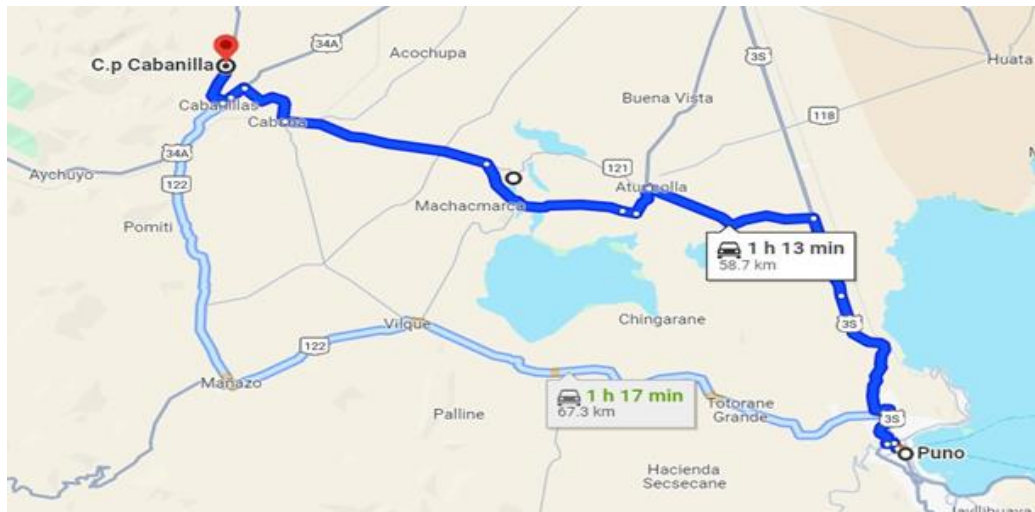 34A
Acochupa
3S
Huata
C.p Cabanilla
Cabanillas
Buena Vista
118
Cabana
34A
Aychuyo
122
121
Atuncolla
Machacmarca
Pomiti
1 h 13 min
58.7 km
Chingarane
3S
Vilque
122
Mañazo
1 h 17 min
67.3 km
Palline
Totorane
Grande
3S
Puno
Hacienda
Secsecane